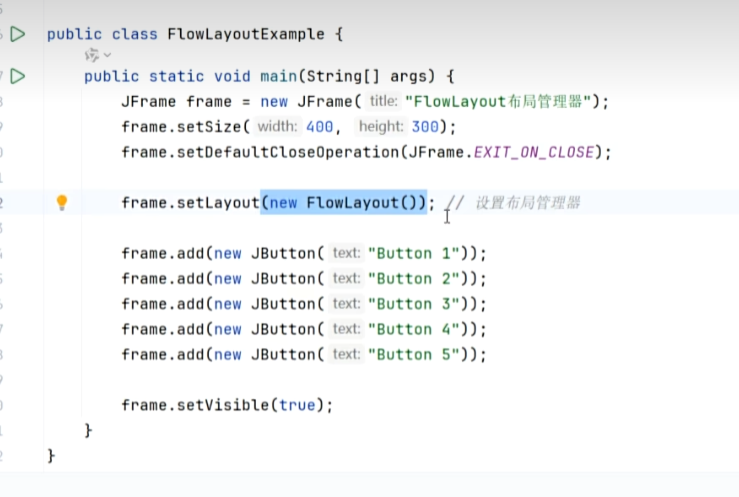 public class FlowLayoutExample {
public static void main(String[] args) {
JFrame frame = new JFrame( title: "FlowLayout布局管理器");
frame.setSize( width: 400, height: 300);
frame.setDefaultCloseOperation(JFrame.EXIT_ON_CLOSE);
frame.setLayout(new FlowLayout()); // 设置布局管理器
frame.add(new JButton( text: "Button 1"));
frame.add(new JButton( text: "Button 2"));
frame.add(new JButton( text: "Button 3"));
frame.add(new JButton( text: "Button 4"));
frame.add(new JButton( text: "Button 5"));
frame.setVisible(true);
}
}